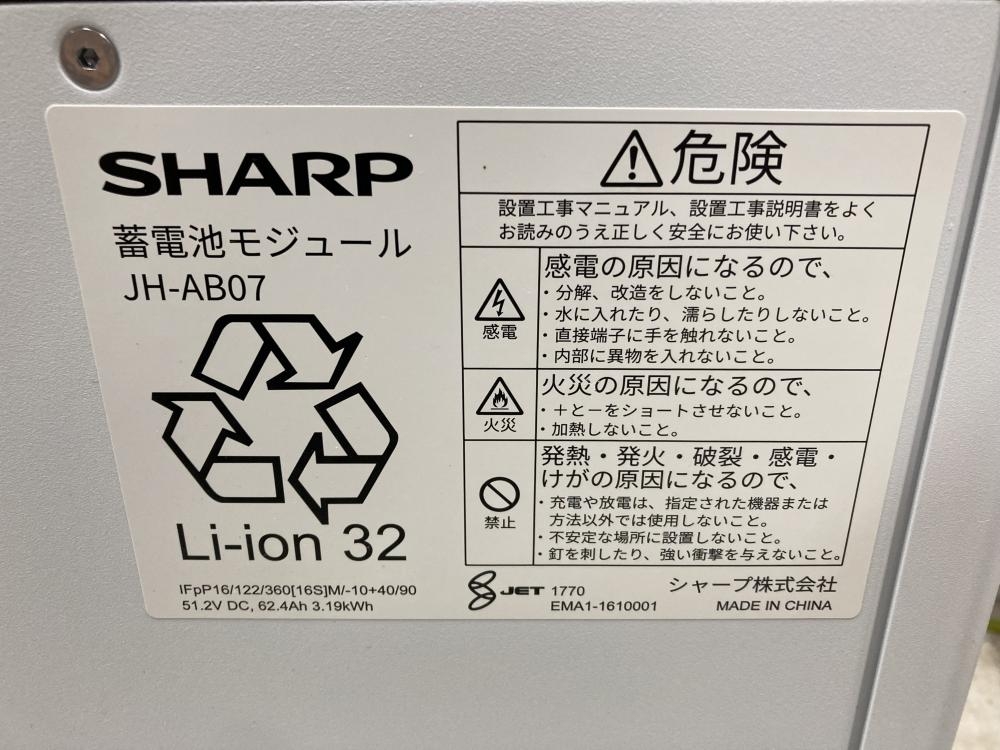 SHARP
蓄電池モジュール
JH-AB07
Li-ion 32
IFpP16/122/360[16S]M/-10+40/90
51.2V DC, 62.4Ah 3.19kWh
危険
設置工事マニュアル、設置工事説明書をよく
お読みのうえ正しく安全にお使い下さい。
感電
感電の原因になるので、
・分解、改造をしないこと。
・水に入れたり、濡らしたりしないこと。
・直接端子に手を触れないこと。
・内部に異物を入れないこと。
火災
火災の原因になるので、
・＋とーをショートさせないこと。
・加熱しないこと。
禁止
発熱・発火・破裂・感電・
けがの原因になるので、
・充電や放電は、指定された機器または
方法以外では使用しないこと。
・不安定な場所に設置しないこと。
・釘を刺したり、強い衝撃を与えないこと。
JET 1770
EMA1-1610001
シャープ株式会社
MADE IN CHINA